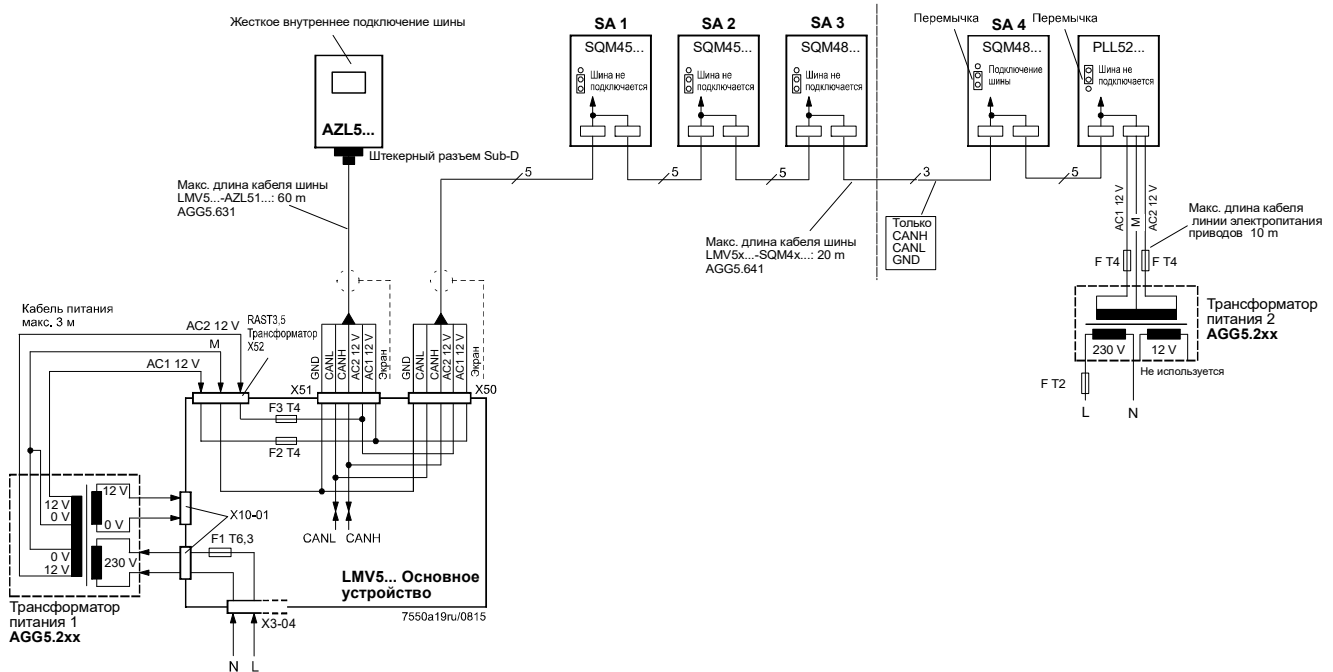 Жесткое внутреннее подключение шины
AZL5...
Штекерный разъем Sub-D
Макс. длина кабеля шины
LMV5...-AZL51...: 60 m
AGG5.631
SA 1
SQM45...
Шина не
подключается
SA 2
SQM45...
Шина не
подключается
SA 3
SQM48...
Шина не
подключается
Перемычка
SA 4
SQM48...
Подключение
шины
Перемычка
PLL52...
Шина не
подключается
5
5
5
3
5
Макс. длина кабеля шины
LMV5x...-SQM4x...: 20 m
AGG5.641
Только
CANH
CANL
GND
AC1 12 V
M
AC2 12 V
Макс. длина кабеля
линии электропитания
приводов 10 m
F T4
F T4
Трансформатор
питания 2
AGG5.2xx
230 V
12 V
Не используется
F T2
L
N
Кабель питания
макс. 3 м
AC2 12 V
M
AC1 12 V
RAST3,5
Трансформатор
X52
GND
CANL
CANH
AC2 12 V
AC1 12 V
Экран
GND
CANL
CANH
AC2 12 V
AC1 12 V
Экран
X51
X50
F3 T4
F2 T4
12 V
0 V
0 V
12 V
12 V
0 V
230 V
X10-01
F1 T6,3
CANL
CANH
LMV5... Основное
устройство
7550a19ru/0815
X3-04
Трансформатор
питания 1
AGG5.2xx
N
L